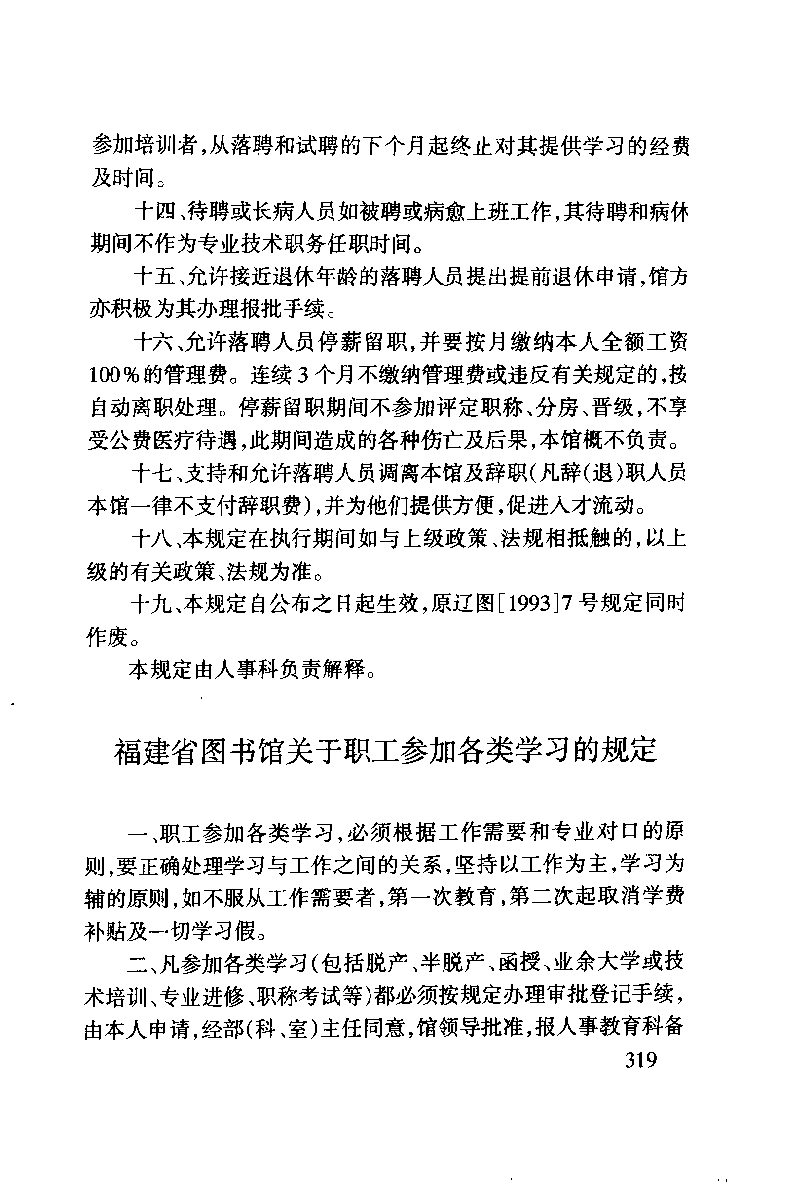 参加培训者,从落聘和试聘的下个月起终止对其提供学习的经费
及时间。
十四、待聘或长病人员如被聘或病愈上班工作,其待聘和病休
期间不作为专业技术职务任职时间。
十五、允许接近退休年龄的落聘人员提出提前退休申请,馆方
亦积极为其办理报批手续。
十六、允许落聘人员停薪留职,并要按月缴纳本人全额工资
100%的管理费。连续3个月不缴纳管理费或违反有关规定的,按
自动离职处理。停薪留职期间不参加评定职称、分房、晋级,不享
受公费医疗待遇,此期间造成的各种伤亡及后果,本馆概不负责。
十七、支持和允许落聘人员调离本馆及辞职(凡辞(退)职人员
本馆一律不支付辞职费),并为他们提供方便,促进人才流动。
十八、本规定在执行期间如与上级政策、法规相抵触的,以上
级的有关政策、法规为准。
十九、本规定自公布之日起生效,原辽图[1993]7号规定同时
作废。
本规定由人事科负责解释。
福建省图书馆关于职工参加各类学习的规定
一、职工参加各类学习,必须根据工作需要和专业对口的原
则,要正确处理学习与工作之间的关系,坚持以工作为主,学习为
辅的原则,如不服从工作需要者,第一次教育,第二次起取消学费
补贴及一切学习假。
二、凡参加各类学习(包括脱产、半脱产、函授、业余大学或技
术培训、专业进修、职称考试等)都必须按规定办理审批登记手续,
由本人申请,经部(科、室)主任同意,馆领导批准,报人事教育科备
319